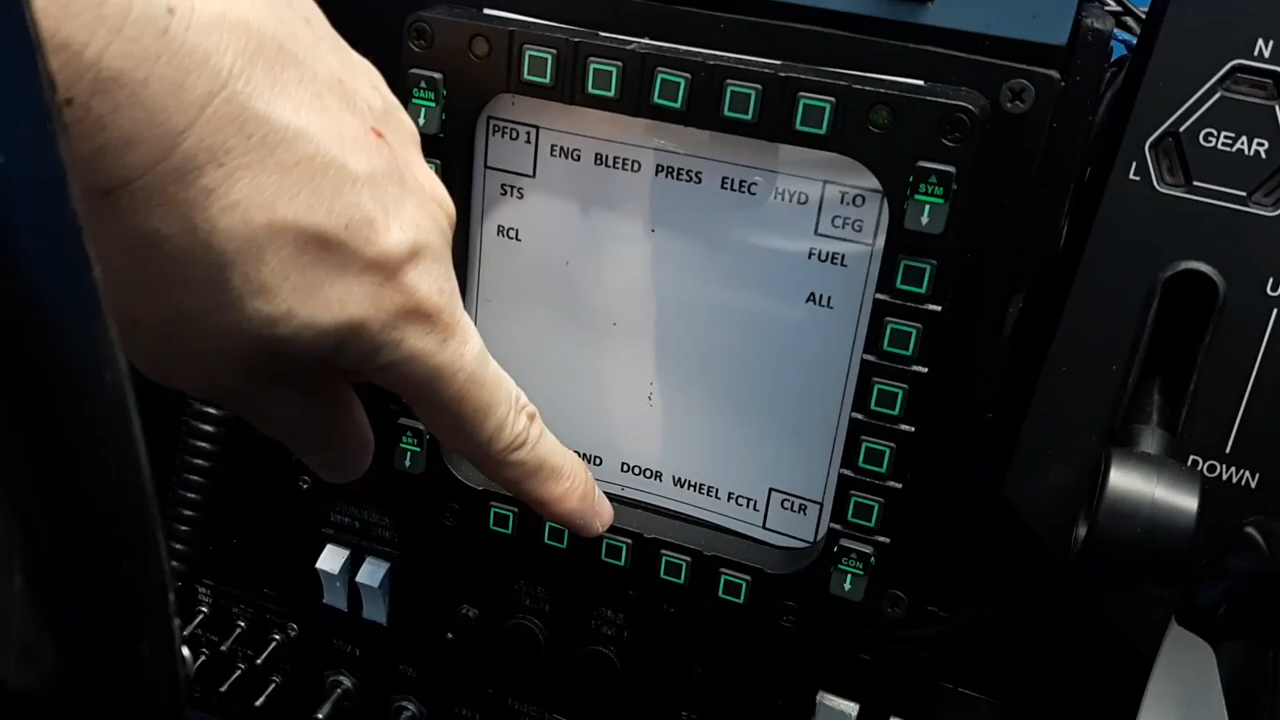 GAIN
PFD 1
ENG BLEED PRESS ELEC HYD T.O CFG
STS
RCL
FUEL
ALL
SYM
BRT
DOOR WHEEL FCTL CLR
CON
N
GEAR
L
DOWN